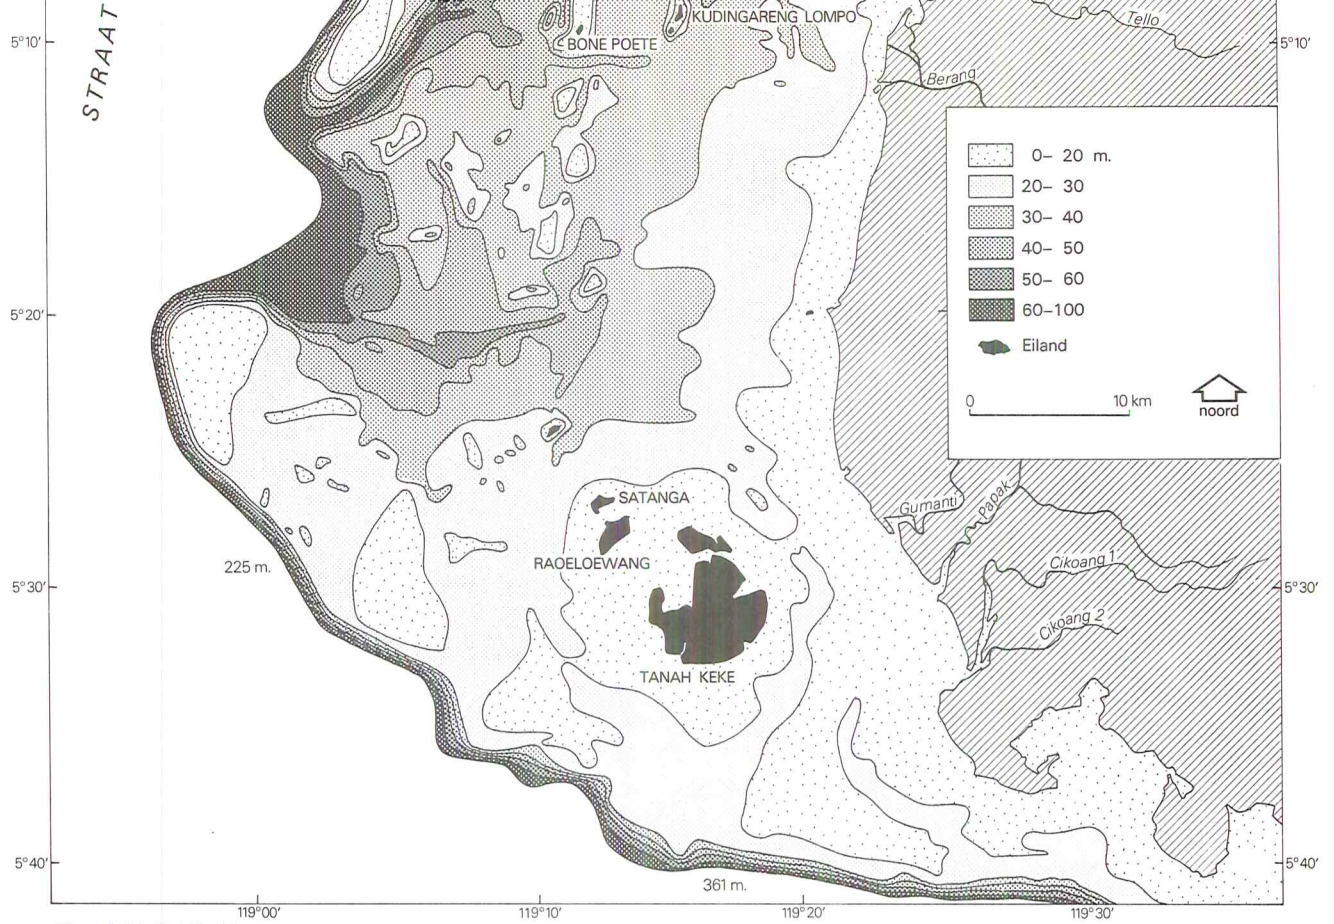 KUDINGARENG LOMPO
Tello
STRAAT
5°10'
BONE POETE
5°10'
Berang
0– 20 m.
20– 30
30– 40
40– 50
50– 60
60–100
Eiland
5°20'
0 10 km
noord
SATANGA
Gumanti
Papak
RAOELOEWANG
225 m.
Cikoang 1
5°30'
5°30'
Cikoang 2
TANAH KEKE
5°40'
5°40'
361 m.
119°00' 119°10' 119°20' 119°30'